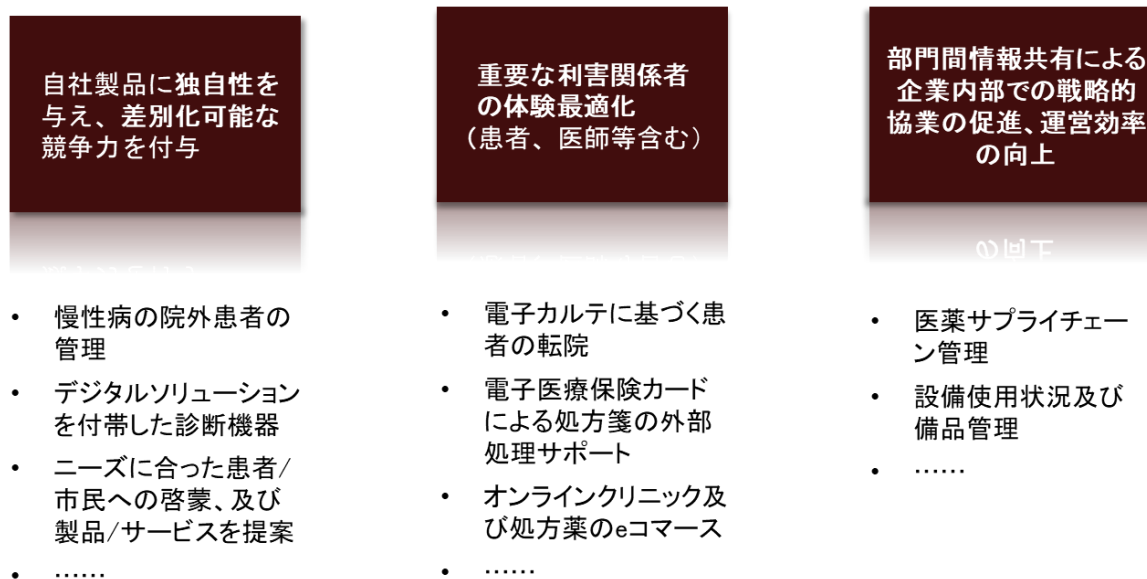 自社製品に独自性を
与え、差別化可能な
競争力を付与
• 慢性病の院外患者の
管理
• デジタルソリューション
を付帯した診断機器
• ニーズに合った患者/
市民への啓蒙、及び
製品/サービスを提案
• ……
重要な利害関係者
の体験最適化
（患者、医師等含む）
• 電子カルテに基づく患
者の転院
• 電子医療保険カード
による処方箋の外部
処理サポート
• オンラインクリニック及
び処方薬のeコマース
• ……
部門間情報共有による
企業内部での戦略的
協業の促進、運営効率
の向上
• 医薬サプライチェー
ン管理
• 設備使用状況及び
備品管理
• ……